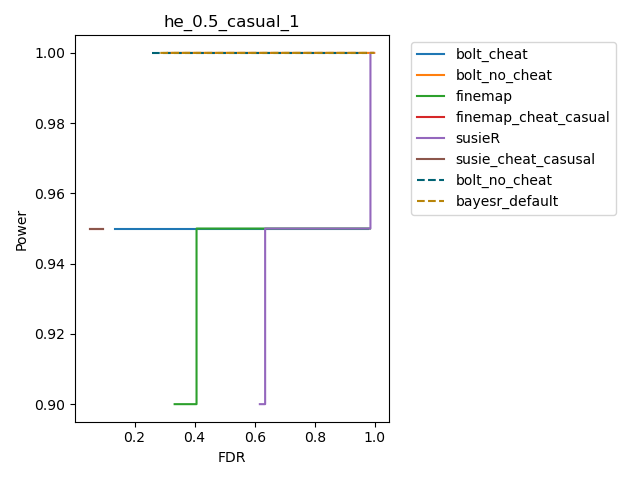 he_0.5_casual_1
1.00
0.98
0.96
0.94
0.92
0.90
Power
0.2
0.4
0.6
0.8
1.0
FDR
bolt_cheat
bolt_no_cheat
finemap
finemap_cheat_casual
susieR
susie_cheat_casusal
bolt_no_cheat
bayesr_default